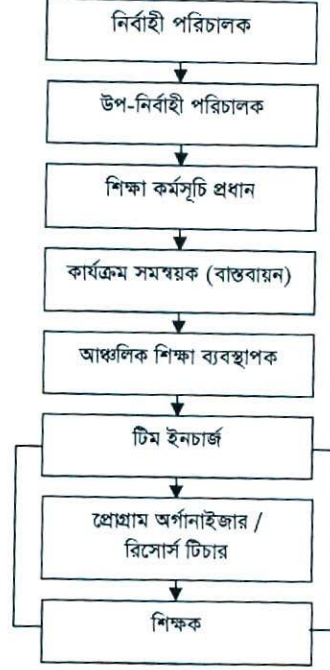 নির্বাহী পরিচালক
উপ-নির্বাহী পরিচালক
শিক্ষা কর্মসূচি প্রধান
কার্যক্রম সমন্বয়ক (বাস্তবায়ন)
আঞ্চলিক শিক্ষা ব্যবস্থাপক
টিম ইনচার্জ
প্রোগ্রাম অর্গানাইজার /
রিসোর্স টিচার
শিক্ষক